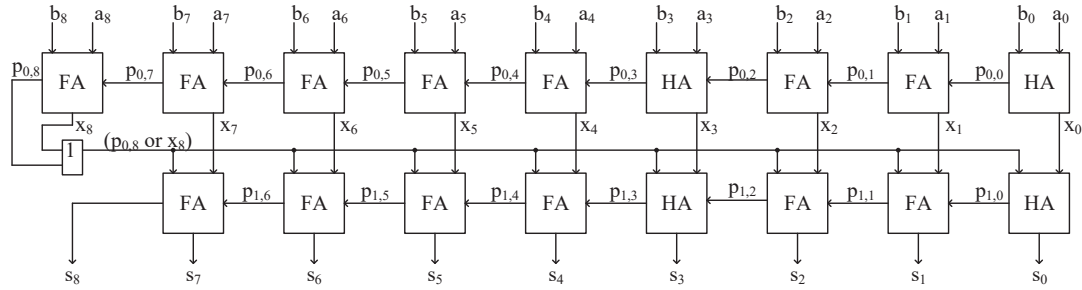 b8 a8 b7 a7 b6 a6 b5 a5 b4 a4 b3 a3 b2 a2 b1 a1 b0 a0
p0,8 FA p0,7 FA p0,6 FA p0,5 FA p0,4 FA p0,3 HA p0,2 FA p0,1 FA p0,0 HA
x8 x7 x6 x5 x4 x3 x2 x1 x0
1 (p0,8 or x8)
FA p1,6 FA p1,5 FA p1,4 FA p1,3 HA p1,2 FA p1,1 FA p1,0 HA
s8 s7 s6 s5 s4 s3 s2 s1 s0